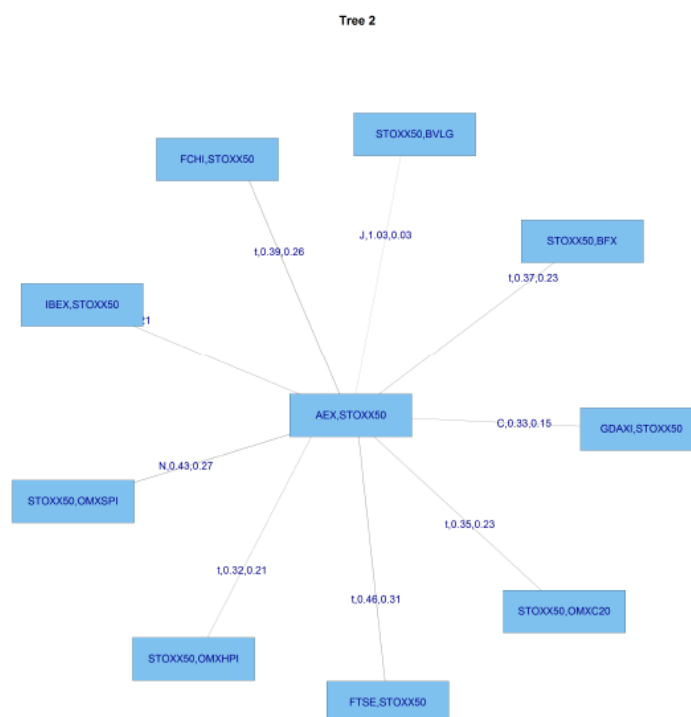 Tree 2
STOXX50,BVLG
FCHI,STOXX50
J,1.03,0.03
STOXX50,BFX
t,0.39,0.26
t,0.37,0.23
IBEX,STOXX50
21
AEX,STOXX50
C,0.33,0.15
GDAXI,STOXX50
N,0.43,0.27
STOXX50,OMXSPI
t,0.35,0.23
t,0.32,0.21
t,0.46,0.31
STOXX50,OMXC20
STOXX50,OMXHPI
FTSE,STOXX50